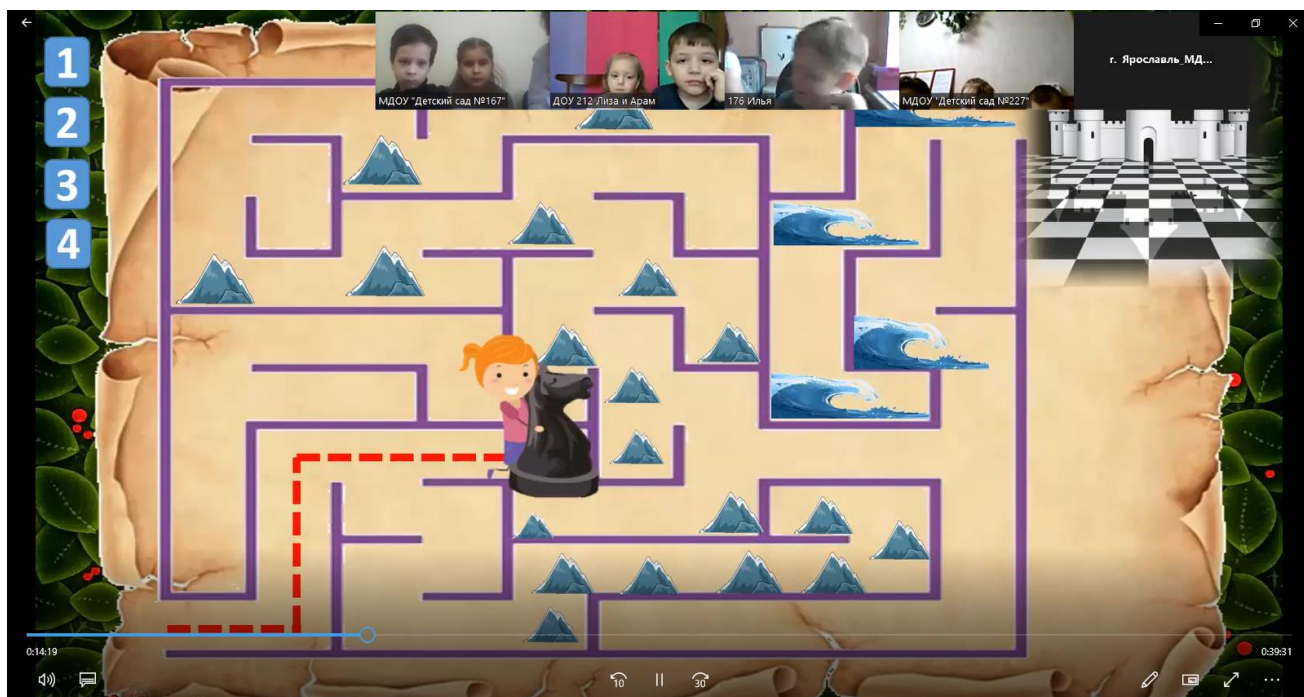 1
2
3
4
МДОУ "Детский сад №167"
ДОУ 212 Лиза и Арам
176 Илья
МДОУ "Детский сад №227"
г. Ярославль_МД...
0:14:19
0:39:31
10
30